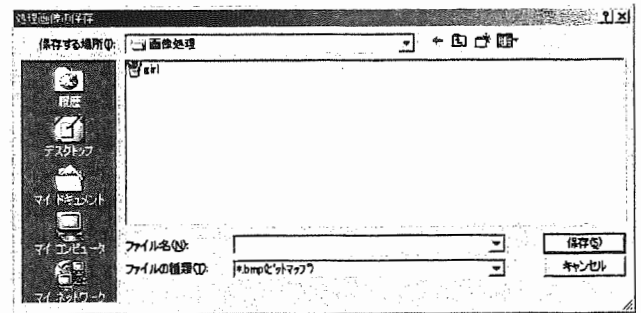 処理画像の保存
保存する場所(I):
画像処理
girl
履歴
デスクトップ
マイ ドキュメント
マイ コンピュータ
マイ ネットワーク
ファイル名(N):
保存(S)
ファイルの種類(T):
*.bmp(ビットマップ)
キャンセル